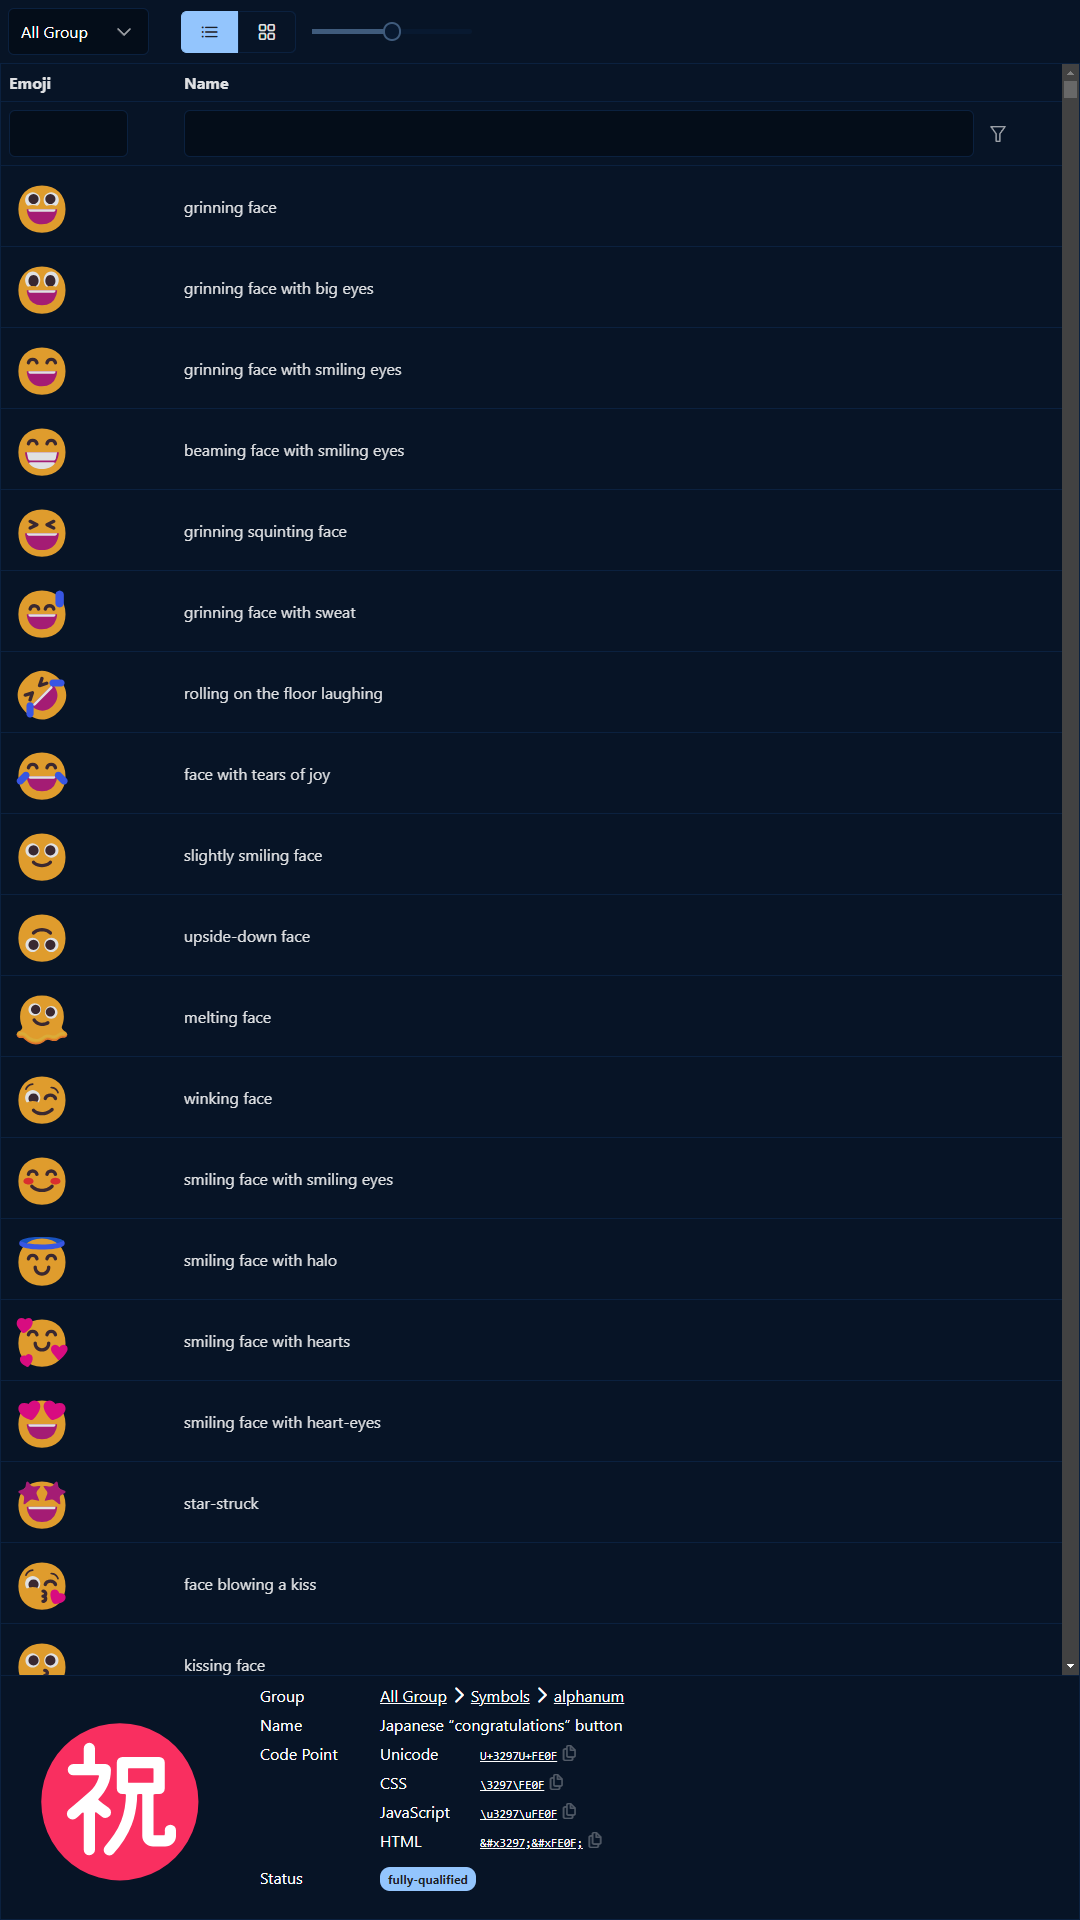 All Group
Emoji Name
grinning face
grinning face with big eyes
grinning face with smiling eyes
beaming face with smiling eyes
grinning squinting face
grinning face with sweat
rolling on the floor laughing
face with tears of joy
slightly smiling face
upside-down face
melting face
winking face
smiling face with smiling eyes
smiling face with halo
smiling face with hearts
smiling face with heart-eyes
star-struck
face blowing a kiss
kissing face
祝
Group All Group Symbols alphanum
Name Japanese “congratulations” button
Code Point Unicode U+3297U+FE0F
CSS \3297\FE0F
JavaScript \u3297\uFE0F
HTML &#x3297;&#xFE0F;
Status fully-qualified